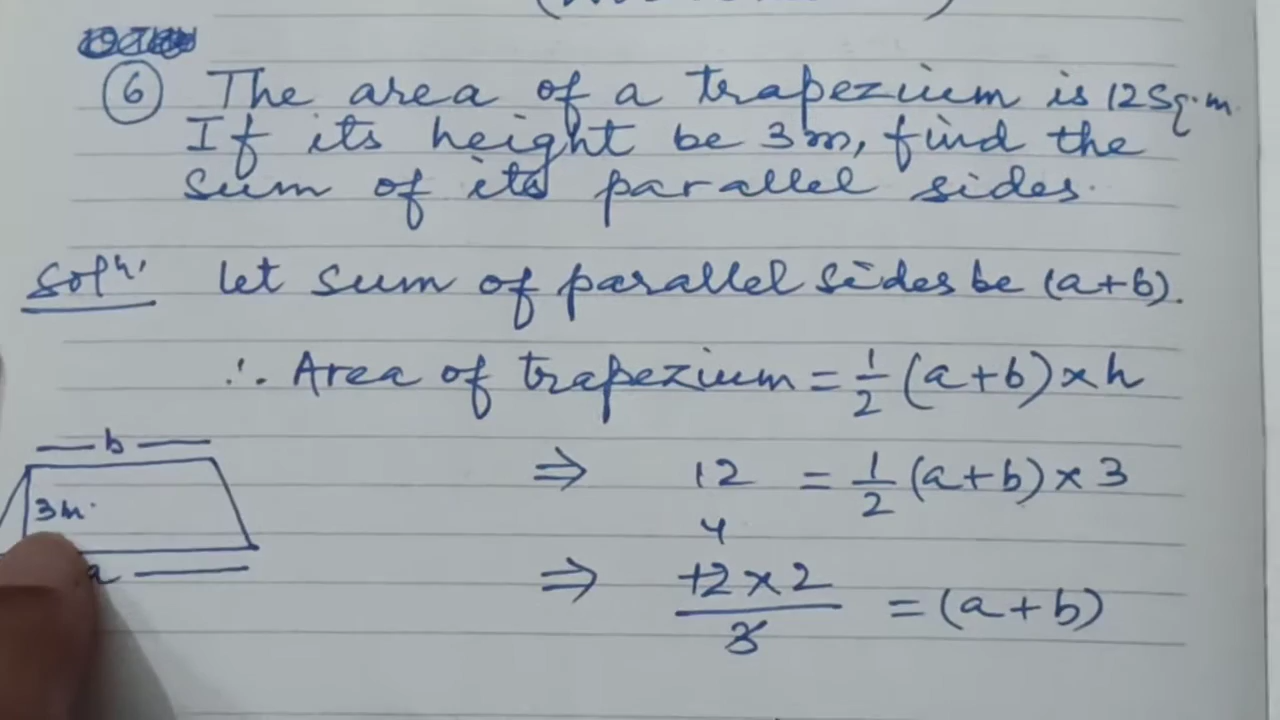 ⑥ The area of a trapezium is 12 Sq.m.
If its height be 3m, find the
Sum of its parallel sides.
Solⁿ. let sum of parallel sides be (a+b).
∴ Area of trapezium = 1/2 (a+b) × h
b
⇒ 12 = 1/2 (a+b) × 3
3m.
4
a
⇒ 12 × 2 / 3 = (a+b)